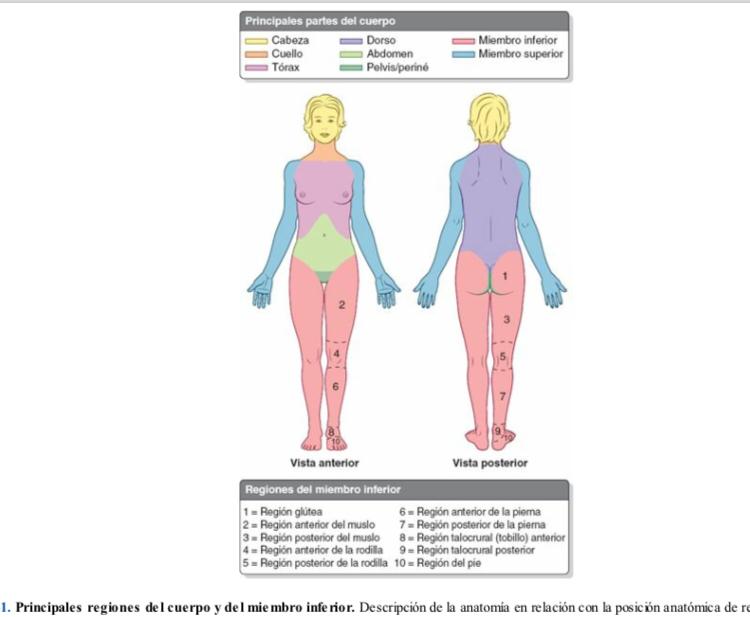 Principales partes del cuerpo
Cabeza Dorso Miembro inferior
Cuello Abdomen Miembro superior
Tórax Pelvis/periné
1
2
3
4
5
6
7
8
9
10
10
Vista anterior Vista posterior
Regiones del miembro inferior
1 = Región glútea 6 = Región anterior de la pierna
2 = Región anterior del muslo 7 = Región posterior de la pierna
3 = Región posterior del muslo 8 = Región talocrural (tobillo) anterior
4 = Región anterior de la rodilla 9 = Región talocrural posterior
5 = Región posterior de la rodilla 10 = Región del pie
1. Principales regiones del cuerpo y del miembro inferior. Descripción de la anatomía en relación con la posición anatómica de